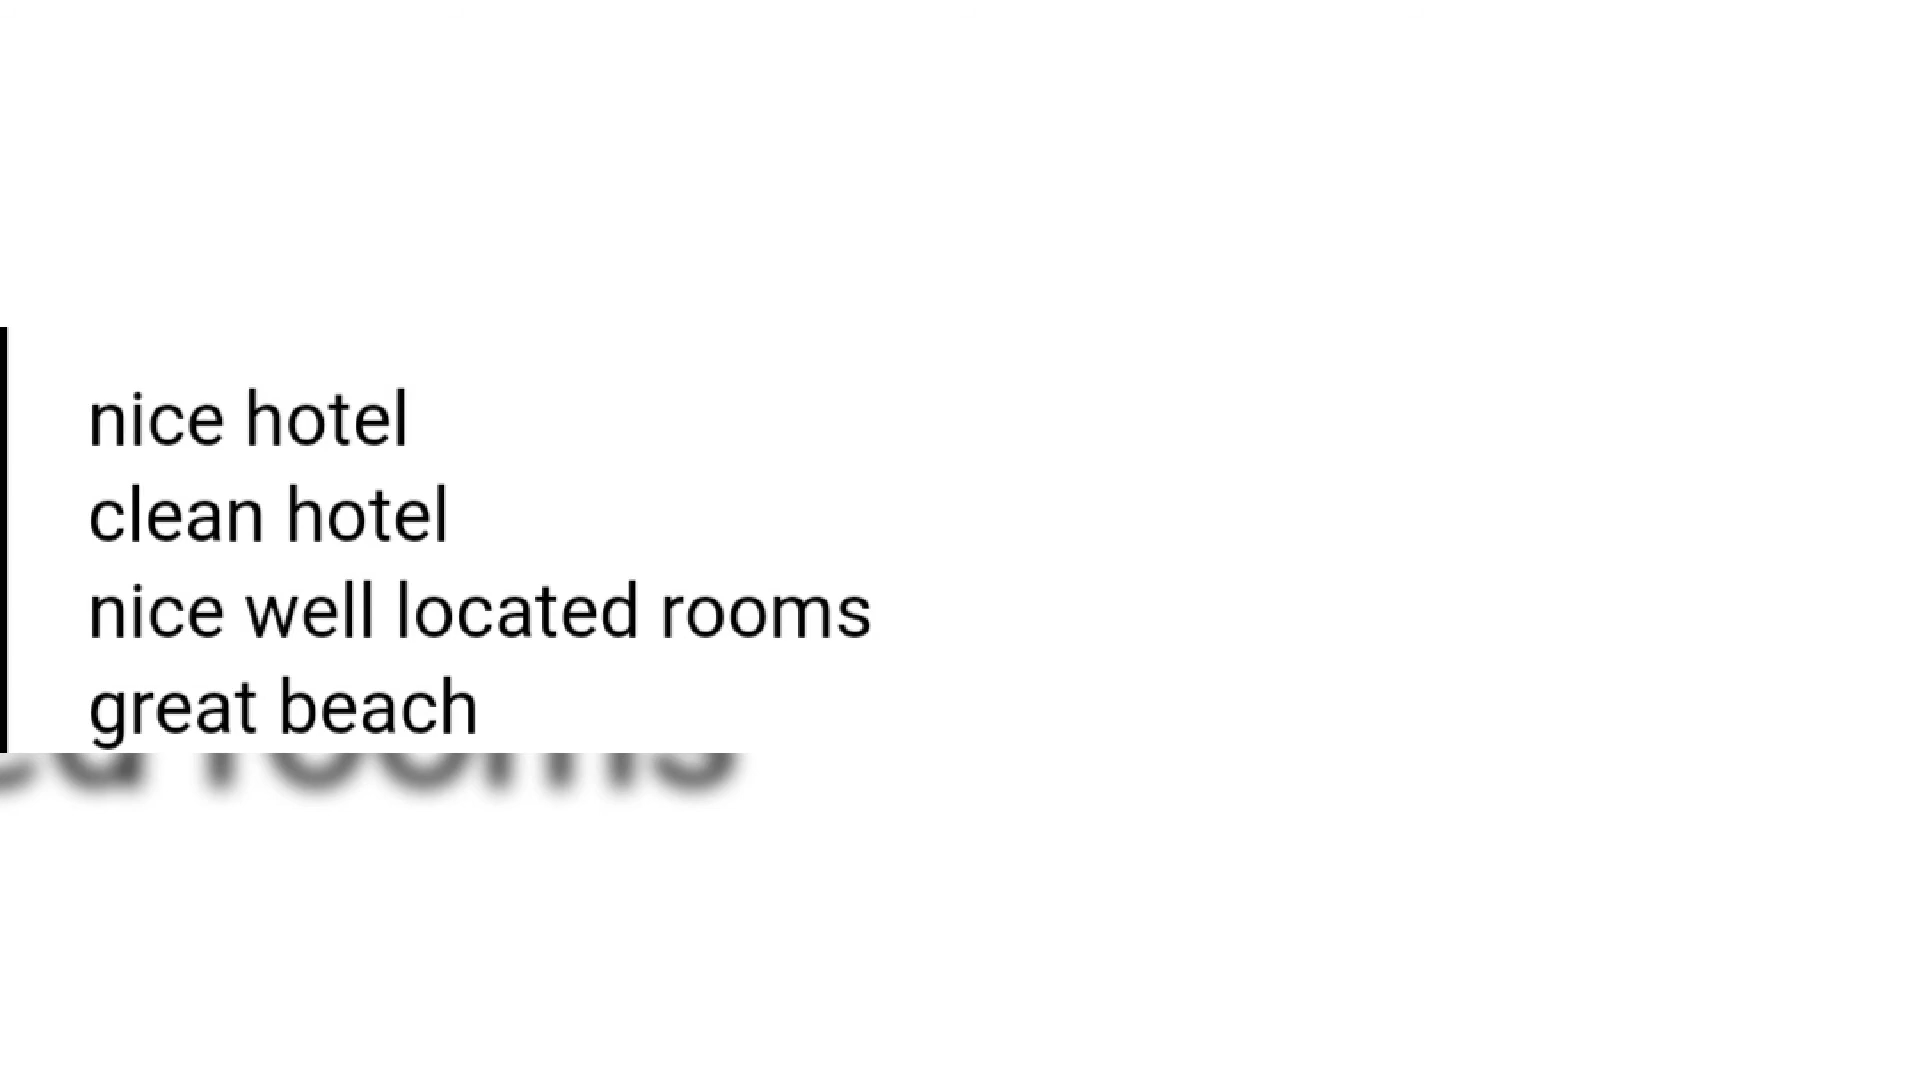 nice hotel
clean hotel
nice well located rooms
great beach